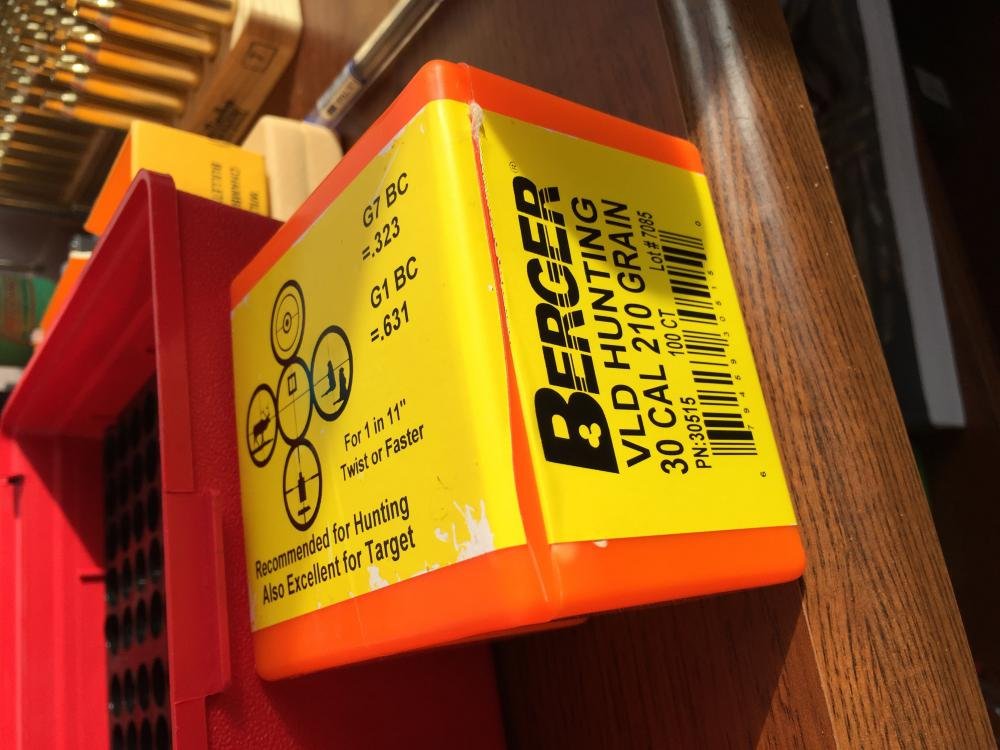 G7 BC
=.323
G1 BC
=.631
For 1 in 11"
Twist or Faster
Recommended for Hunting
Also Excellent for Target
BERGER®
VLD HUNTING
30 CAL 210 GRAIN
PN:30515 100 CT Lot # 7085